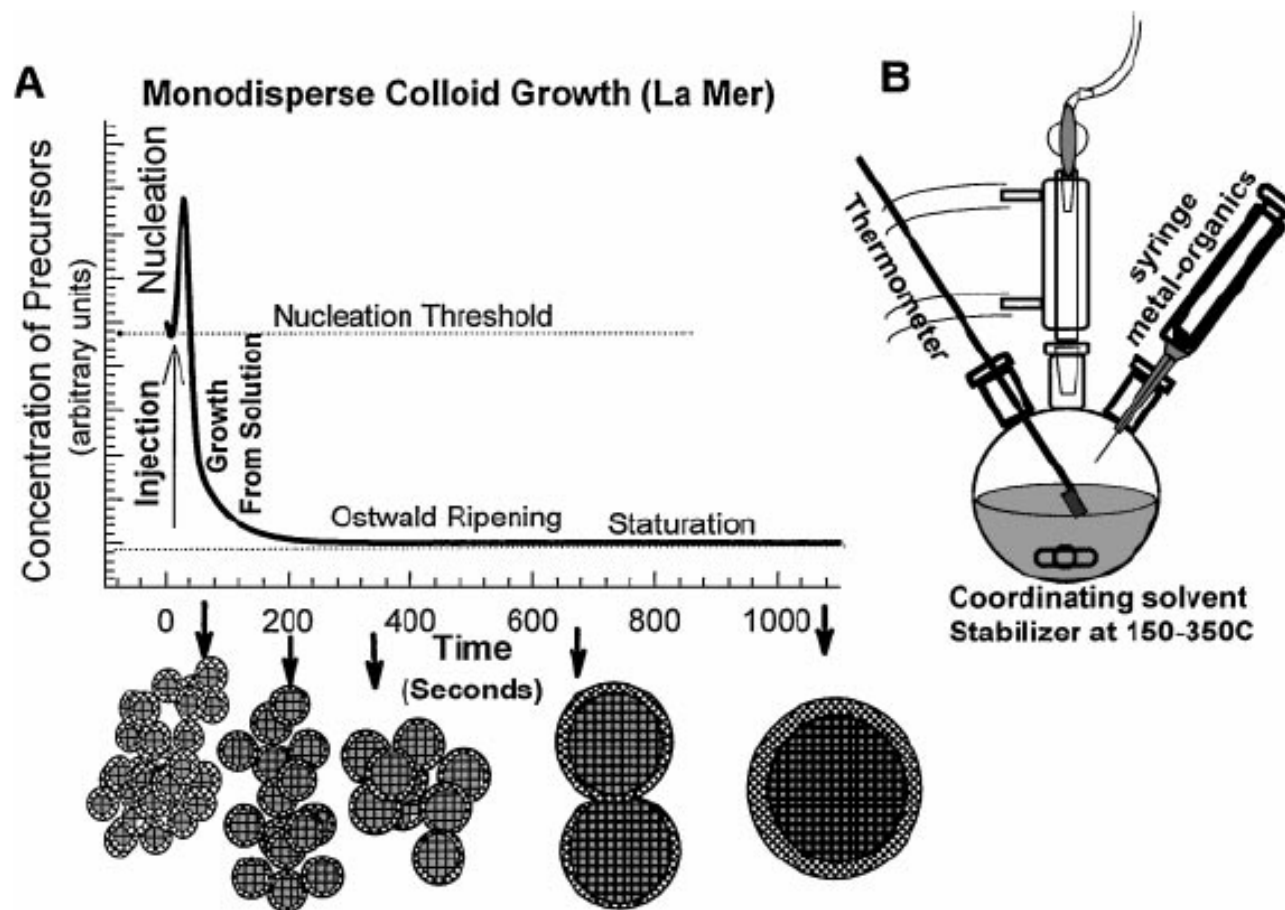 A
Monodisperse Colloid Growth (La Mer)
Concentration of Precursors
(arbitrary units)
Nucleation
Nucleation Threshold
Injection
Growth
From Solution
Ostwald Ripening
Staturation
0
200
400
600
800
1000
Time
(Seconds)
B
Thermometer
syringe
metal-organics
Coordinating solvent
Stabilizer at 150-350C